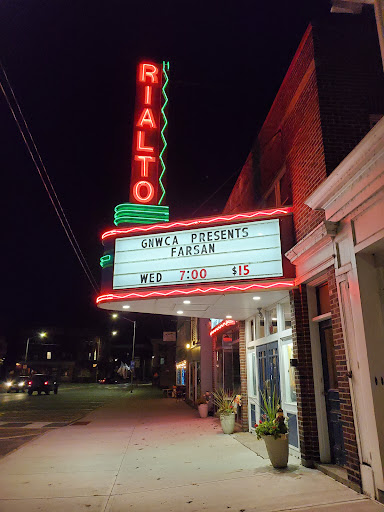 RIALTO
GNWCA PRESENTS
FARSAN
WED 7:00 $15